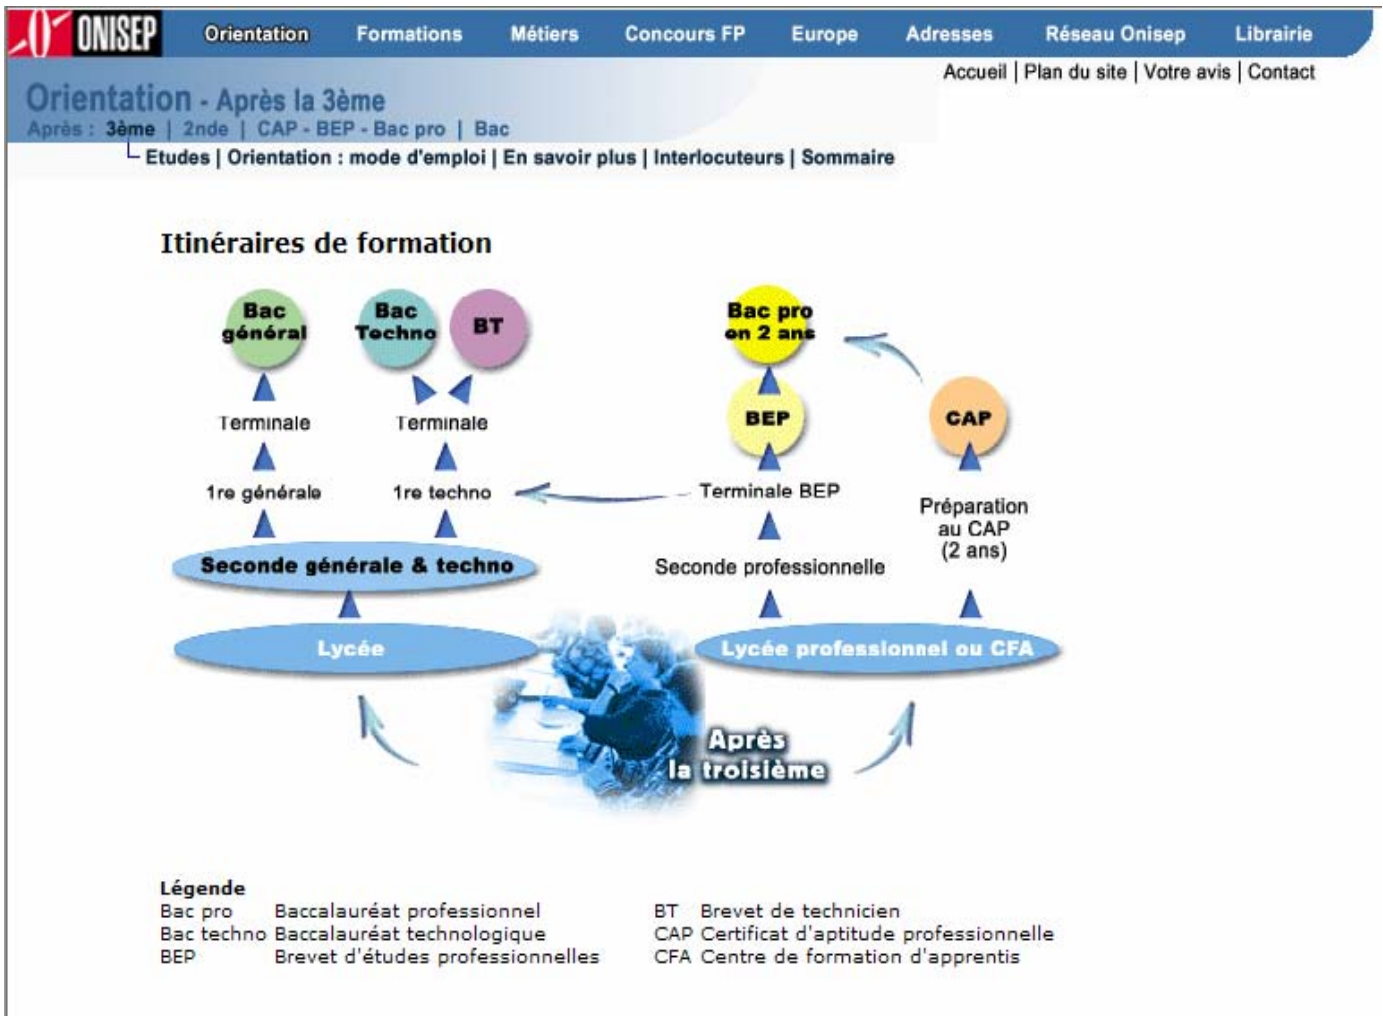 ONISEP
Orientation Formations Métiers Concours FP Europe Adresses Réseau Onisep Librairie
Accueil | Plan du site | Votre avis | Contact
Orientation - Après la 3ème
Après : 3ème | 2nde | CAP - BEP - Bac pro | Bac
Etudes | Orientation : mode d'emploi | En savoir plus | Interlocuteurs | Sommaire
Itinéraires de formation
Bac
général
Bac
Techno
BT
Bac pro
en 2 ans
Terminale
Terminale
BEP
CAP
1re générale
1re techno
Terminale BEP
Préparation
au CAP
(2 ans)
Seconde générale & techno
Seconde professionnelle
Lycée
Lycée professionnel ou CFA
Après
la troisième
Légende
Bac pro Baccalauréat professionnel
Bac techno Baccalauréat technologique
BEP Brevet d'études professionnelles
BT Brevet de technicien
CAP Certificat d'aptitude professionnelle
CFA Centre de formation d'apprentis